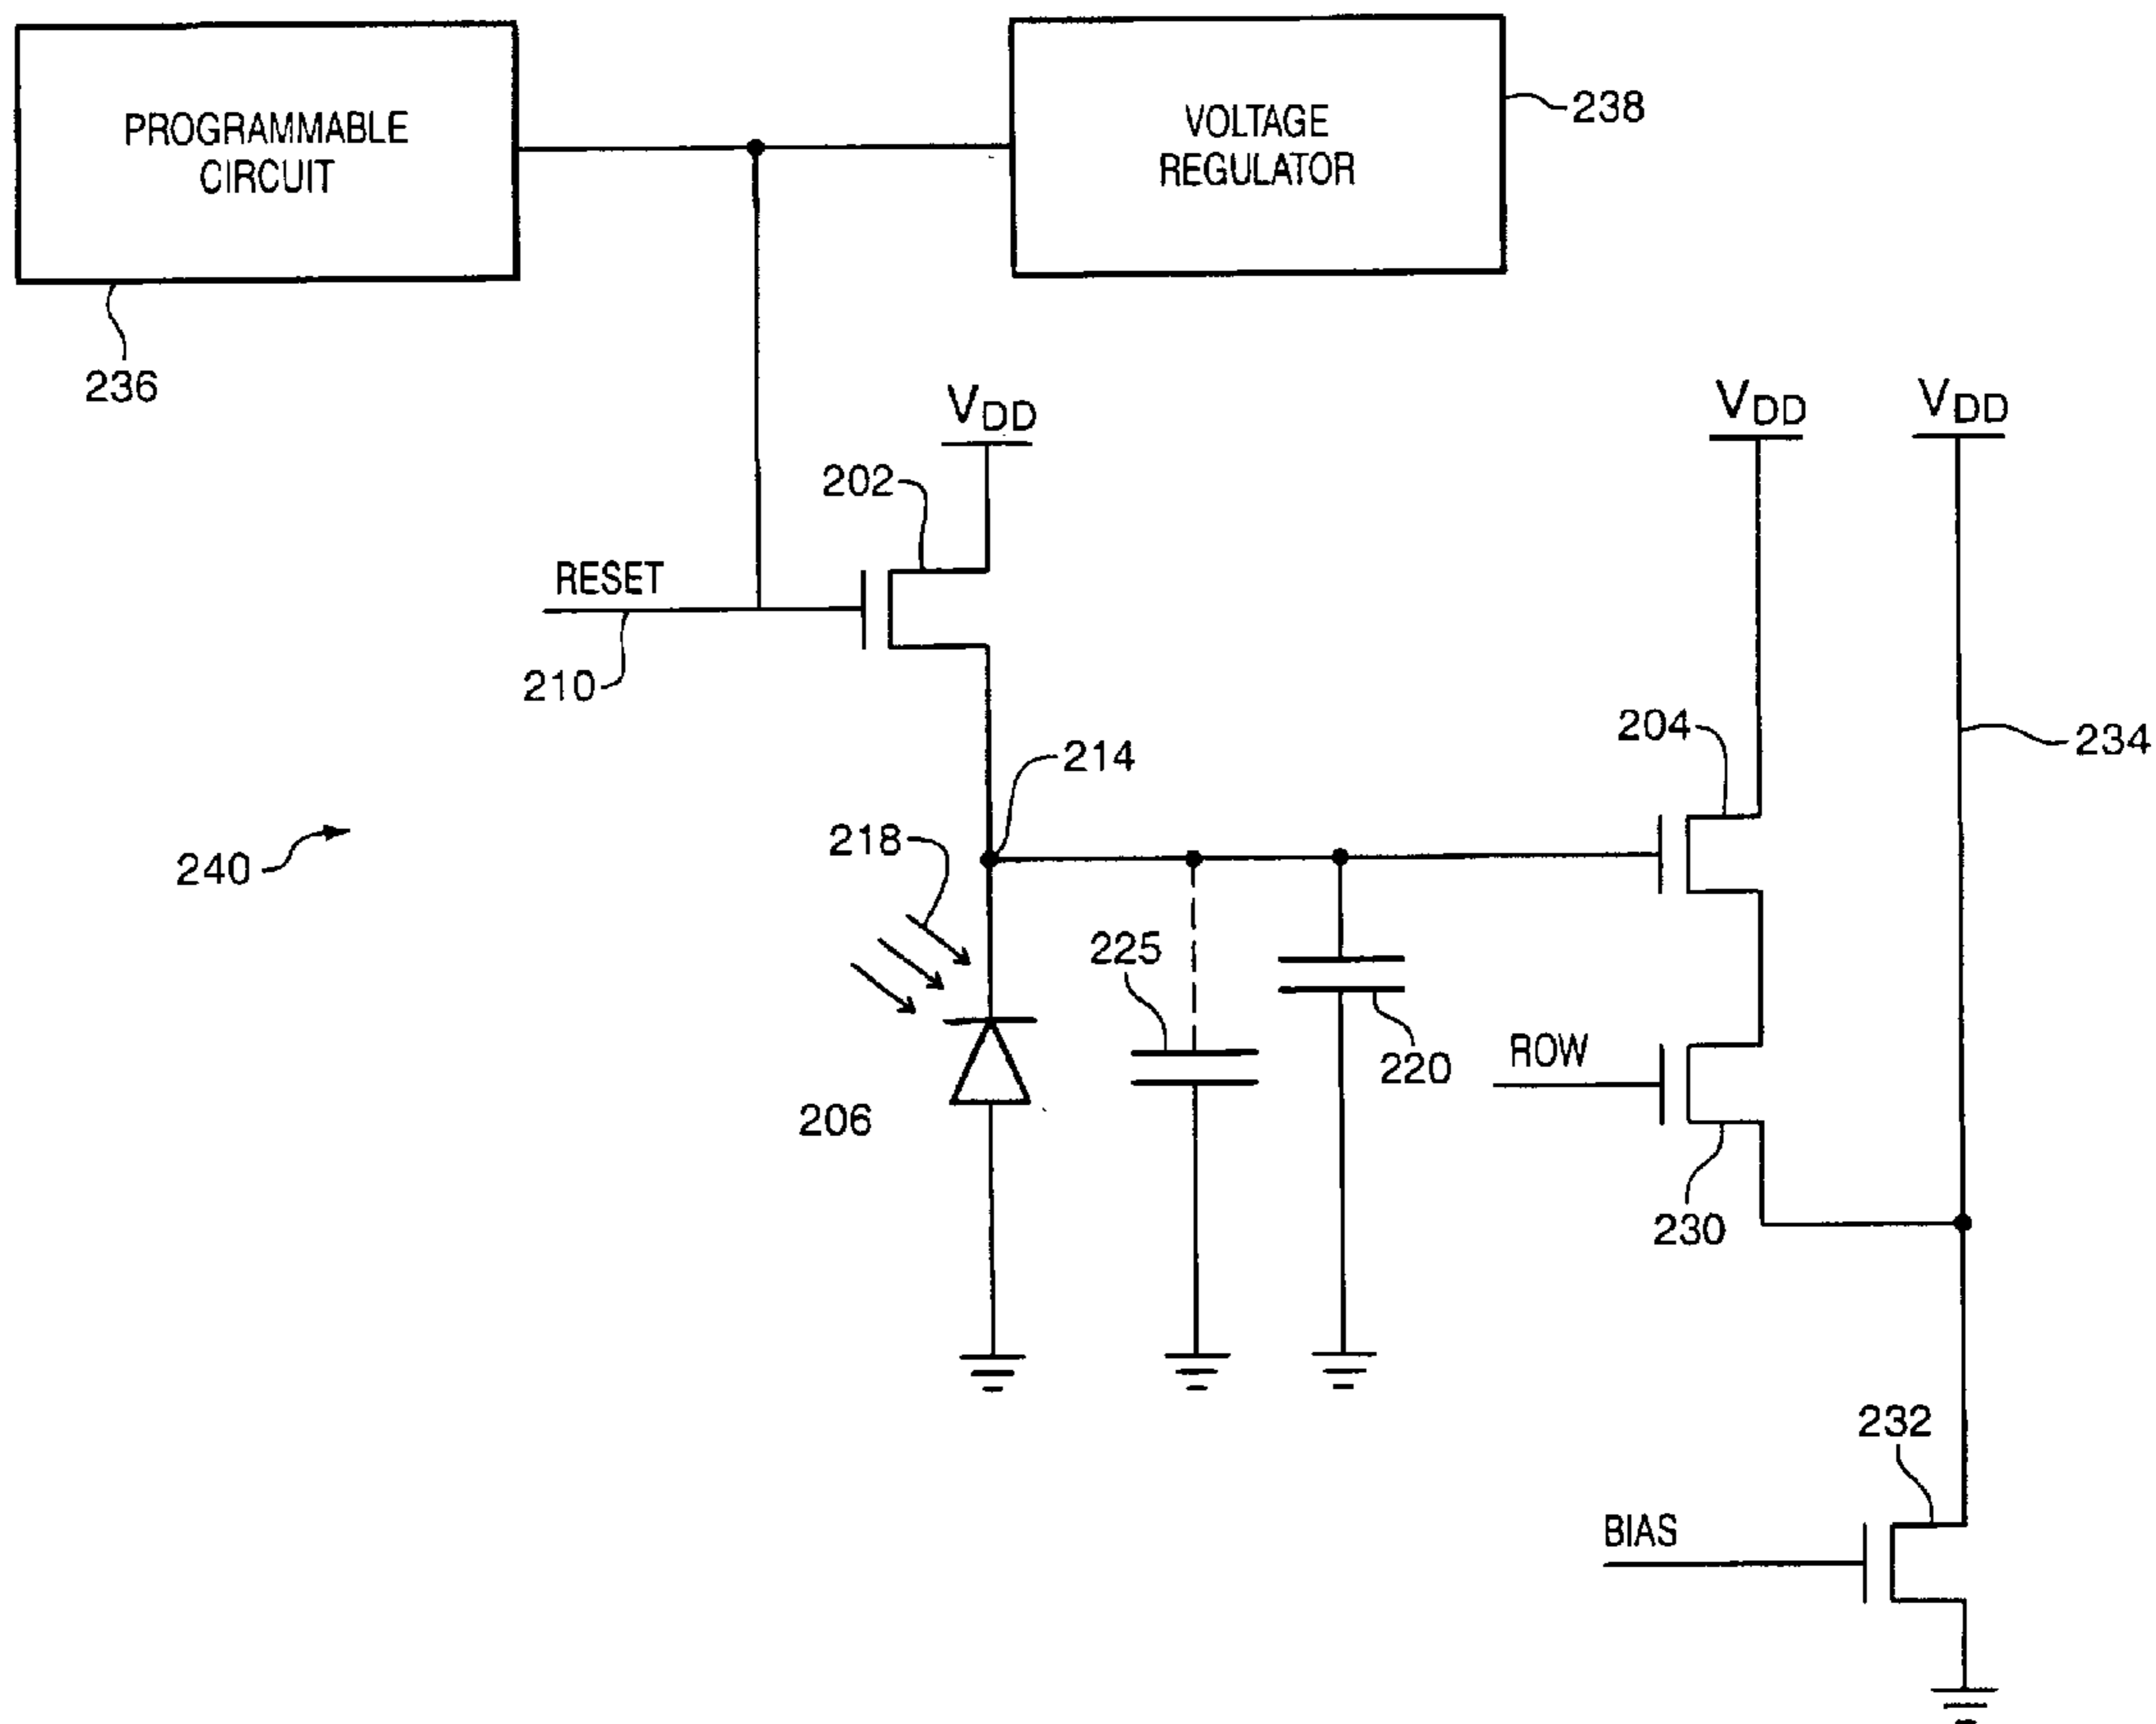 PROGRAMMABLE
CIRCUIT
VOLTAGE
REGULATOR
238
236
VDD
VDD
VDD
202
RESET
210
204
234
214
218
240
225
220
ROW
206
230
232
BIAS